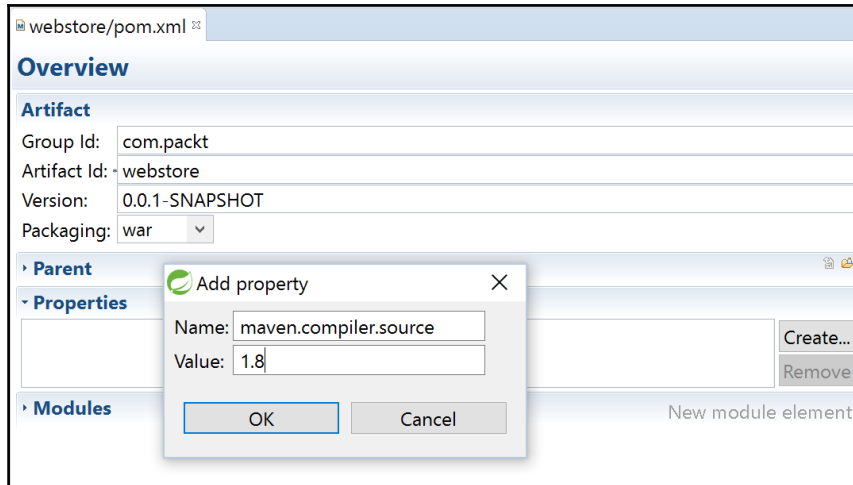 webstore/pom.xml
Overview
Artifact
Group Id: com.packt
Artifact Id: webstore
Version: 0.0.1-SNAPSHOT
Packaging: war
Parent
Properties
Add property
Name: maven.compiler.source
Value: 1.8
OK Cancel
Create...
Remove
Modules
New module element